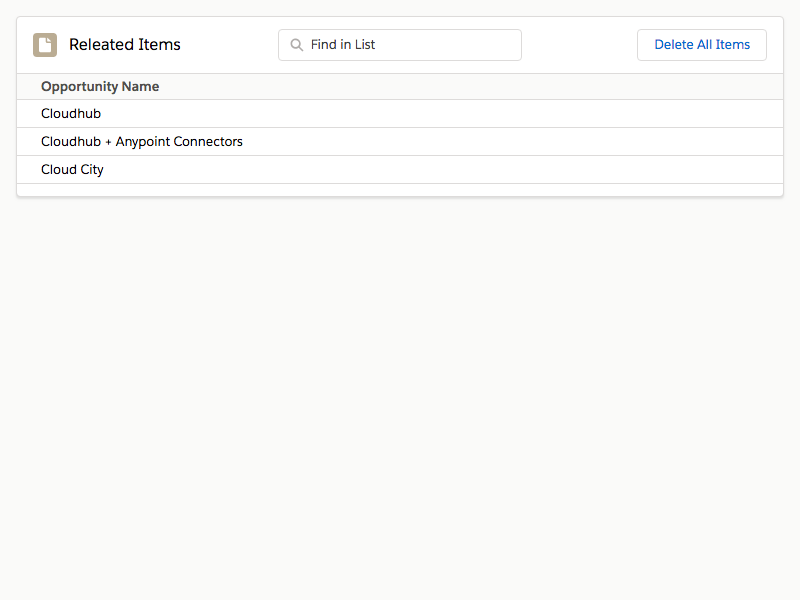 Releated Items
Find in List
Delete All Items
Opportunity Name
Cloudhub
Cloudhub + Anypoint Connectors
Cloud City